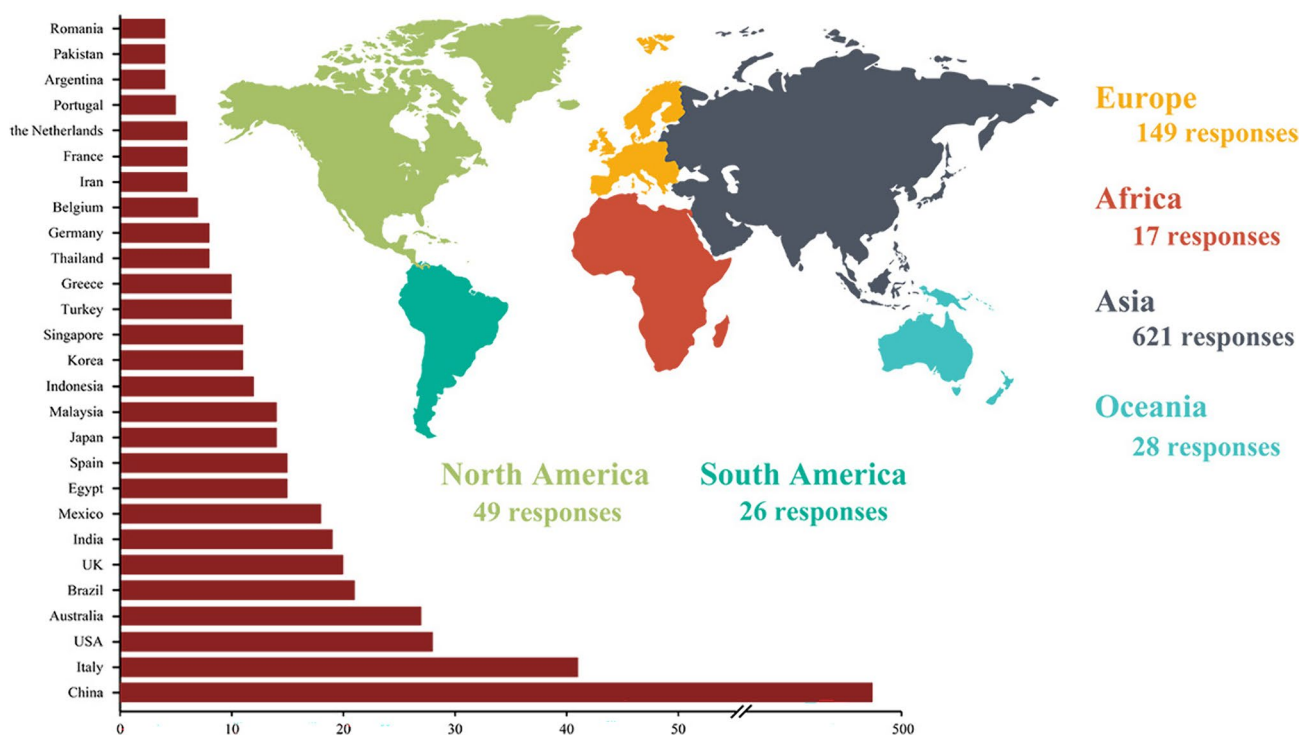 Romania
Pakistan
Argentina
Portugal
the Netherlands
France
Iran
Belgium
Germany
Thailand
Greece
Turkey
Singapore
Korea
Indonesia
Malaysia
Japan
Spain
Egypt
Mexico
India
UK
Brazil
Australia
USA
Italy
China
0 10 20 30 40 50 500
North America
49 responses
South America
26 responses
Europe
149 responses
Africa
17 responses
Asia
621 responses
Oceania
28 responses